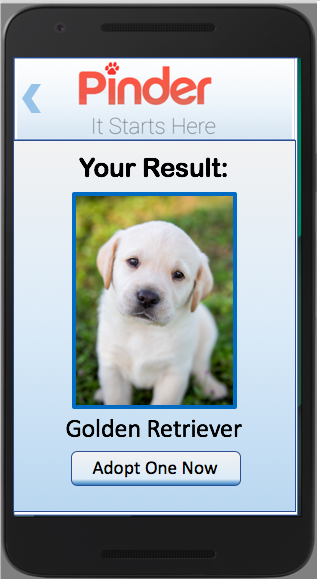 Pinder
It Starts Here
Your Result:
Golden Retriever
Adopt One Now